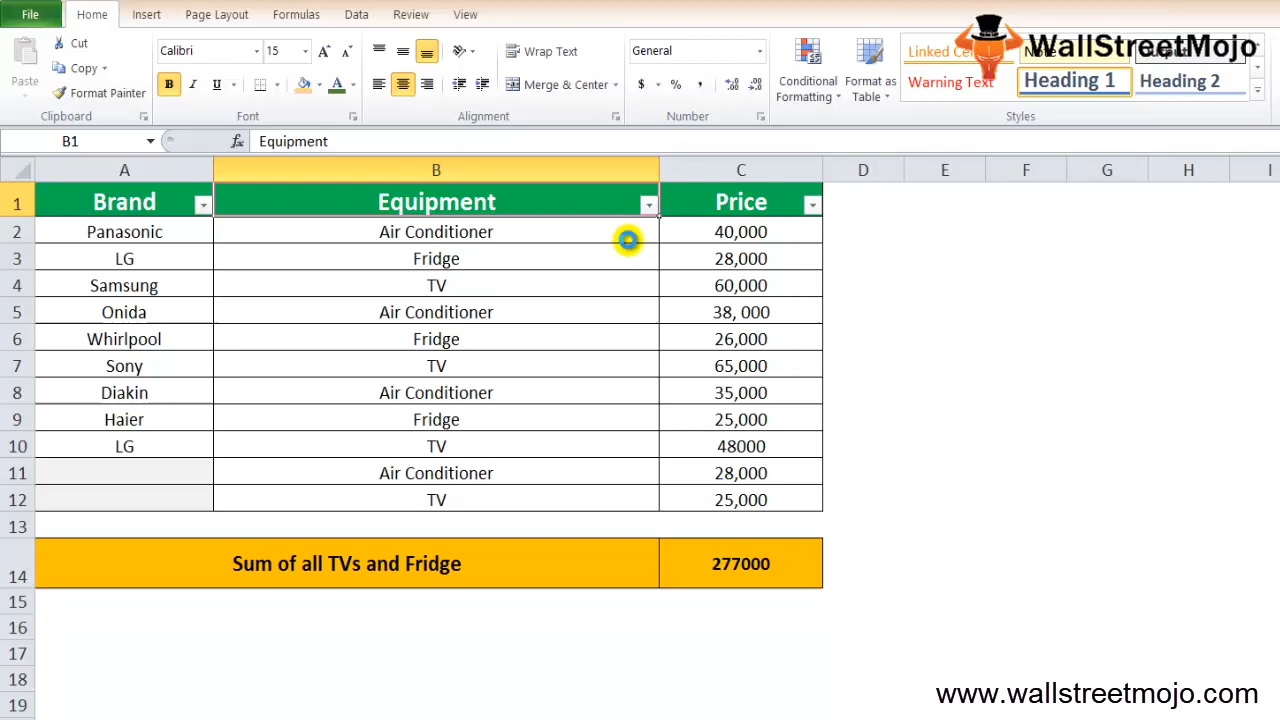 File Home Insert Page Layout Formulas Data Review View
WallStreetMojo
Cut Calibri 15 A A Wrap Text General Linked Ce Note Output
Paste Copy Conditional Formatting Format as Table Warning Text Heading 1 Heading 2
Format Painter B I U A Merge & Center $ % ,
Clipboard Font Alignment Number Styles
B1 fx Equipment
A B C D E F G H I
1 Brand Equipment Price
2 Panasonic Air Conditioner 40,000
3 LG Fridge 28,000
4 Samsung TV 60,000
5 Onida Air Conditioner 38, 000
6 Whirlpool Fridge 26,000
7 Sony TV 65,000
8 Diakin Air Conditioner 35,000
9 Haier Fridge 25,000
10 LG TV 48000
11 Air Conditioner 28,000
12 TV 25,000
13
14 Sum of all TVs and Fridge 277000
15
16
17
18
19
www.wallstreetmojo.com